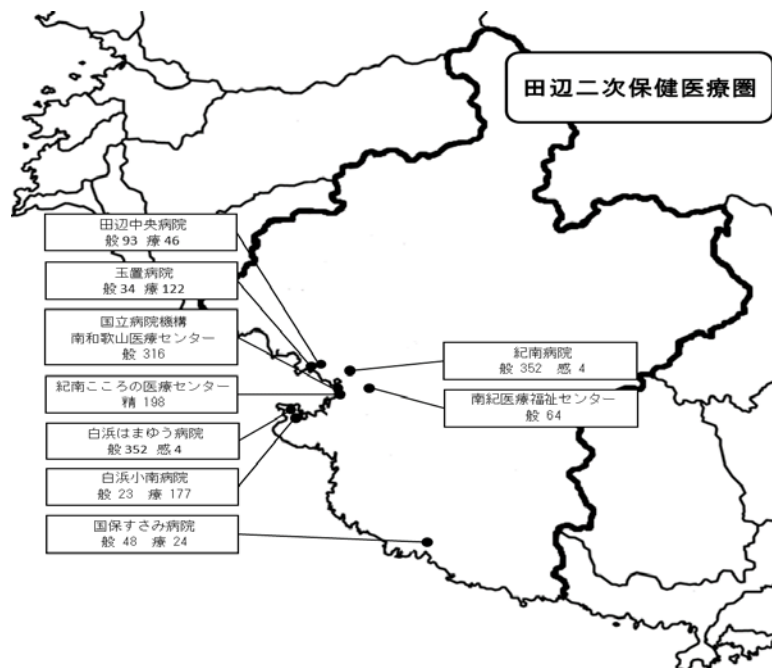 田辺二次保健医療圏
田辺中央病院
般 93 療 46
玉置病院
般 34 療 122
国立病院機構
南和歌山医療センター
般 316
紀南こころの医療センター
精 198
白浜はまゆう病院
般 352 感 4
白浜小南病院
般 23 療 177
国保すさみ病院
般 48 療 24
紀南病院
般 352 感 4
南紀医療福祉センター
般 64